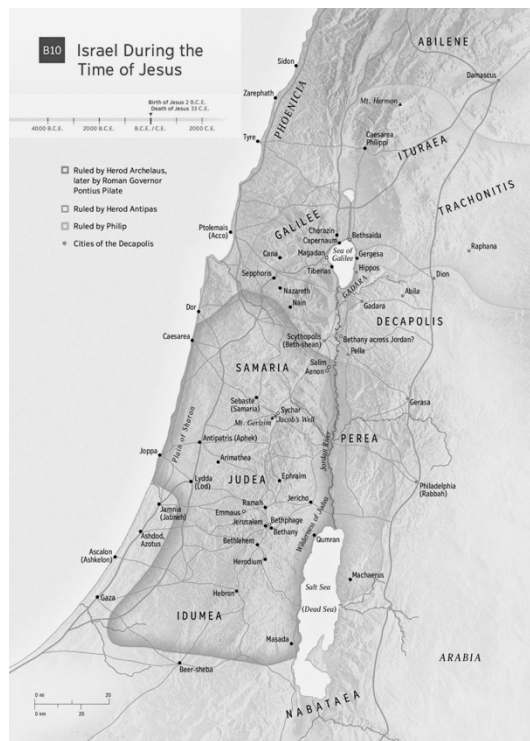 B10
Israel During the
Time of Jesus
Birth of Jesus 2 B.C.E.
Death of Jesus 33 C.E.
4000 B.C.E.
2000 B.C.E.
B.C.E. / C.E.
2000 C.E.
Ruled by Herod Archelaus,
later by Roman Governor
Pontius Pilate
Ruled by Herod Antipas
Ruled by Philip
Cities of the Decapolis
ABILENE
Sidon
Damascus
Zarephath
PHOENICIA
Mt. Hermon
Tyre
Caesarea
Philippi
ITURAEA
TRACHONITIS
Ptolemais
(Acco)
GALILEE
Chorazin
Bethsaida
Capernaum
Cana
Magadan
Sea of
Galilee
Gergesa
Raphana
Sepphoris
Tiberias
Hippos
Dion
Nazareth
GADARA
Abila
Nain
Gadara
Dor
DECAPOLIS
Caesarea
Scythopolis
(Beth-shean)
Bethany across Jordan?
Pella
SAMARIA
Salim
Aenon
Sebaste
(Samaria)
Sychar
Mt. Gerizim
Jacob's Well
Gerasa
Plain of Sharon
Antipatris (Aphek)
PEREA
Jordan River
Joppa
Arimathea
Lydda
(Lod)
JUDEA
Ephraim
Philadelphia
(Rabbah)
Jamnia
(Jabneh)
Ramah
Jericho
Emmaus
Jerusalem
Bethphage
Bethany
Wilderness of Judea
Ashdod,
Azotus
Bethlehem
Qumran
Ascalon
(Ashkelon)
Herodium
Machaerus
Gaza
Hebron
Salt Sea
(Dead Sea)
IDUMEA
Masada
ARABIA
Beer-sheba
NABATAEA
0 mi
20
0 km
20